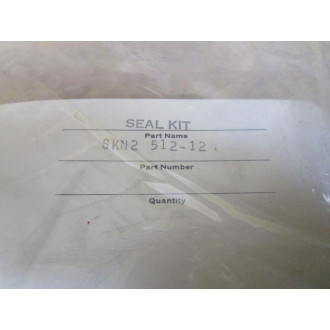 SEAL KIT
Part Name
SKN2 512-12
Part Number
Quantity